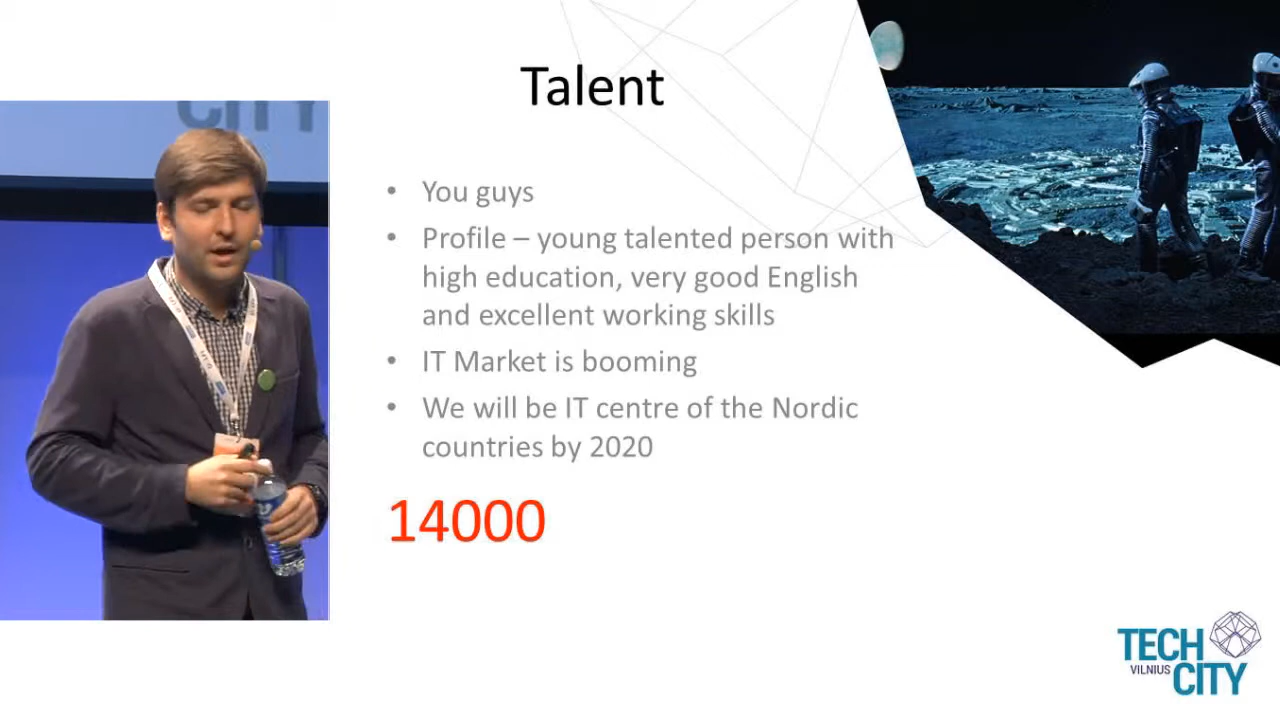 CITY
Talent
• You guys
• Profile – young talented person with
high education, very good English
and excellent working skills
• IT Market is booming
• We will be IT centre of the Nordic
countries by 2020
14000
TECH
VILNIUS
CITY